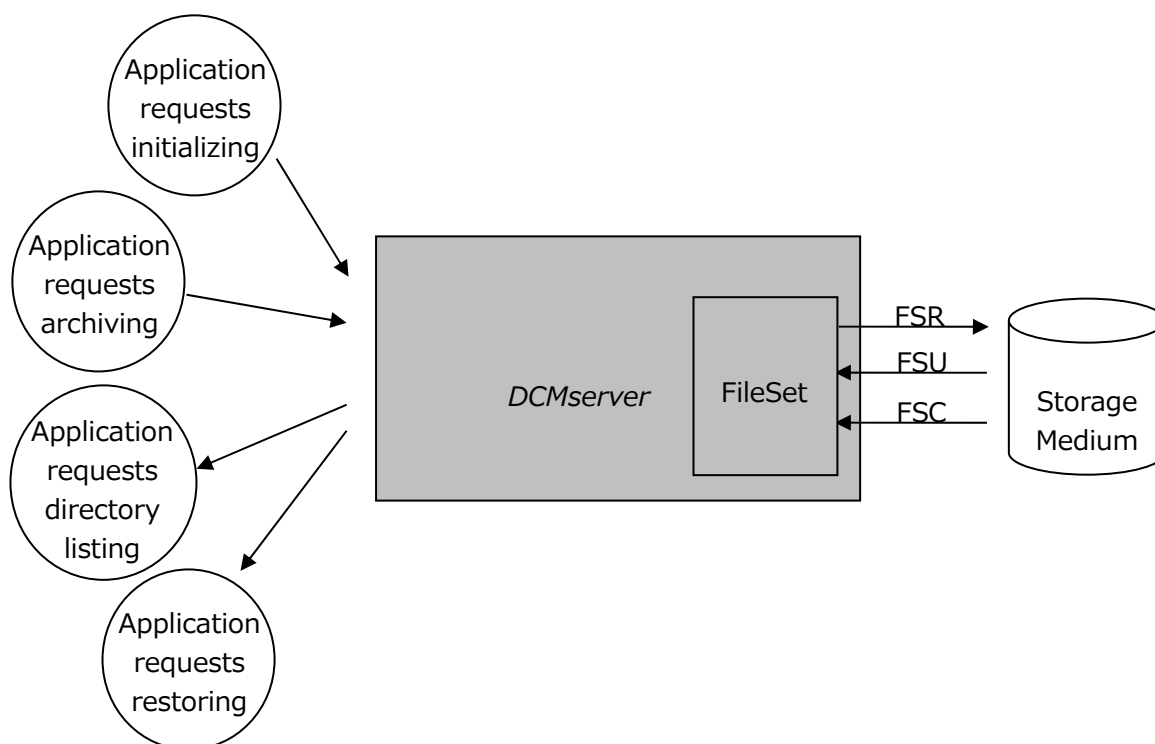 Application
requests
initializing
Application
requests
archiving
Application
requests
directory
listing
Application
requests
restoring
DCMserver
FileSet
FSR
FSU
FSC
Storage
Medium